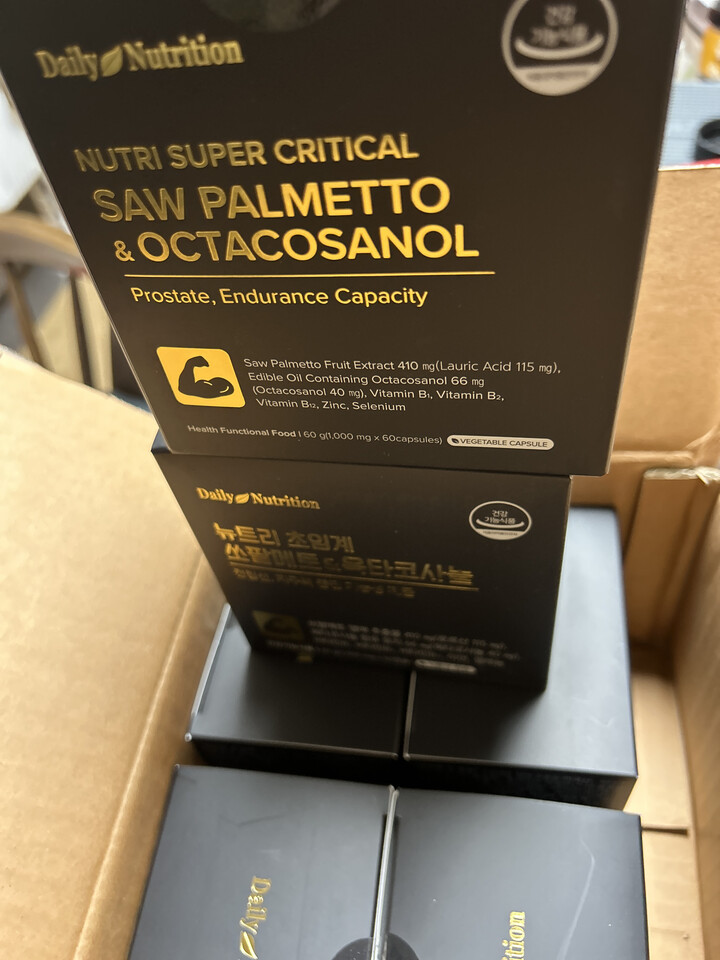 Daily Nutrition
건강
기능식품
NUTRI SUPER CRITICAL
SAW PALMETTO
& OCTACOSANOL
Prostate, Endurance Capacity
Saw Palmetto Fruit Extract 410 mg(Lauric Acid 115 mg),
Edible Oil Containing Octacosanol 66 mg
(Octacosanol 40 mg), Vitamin B₁, Vitamin B₂,
Vitamin B₁₂, Zinc, Selenium
Health Functional Food | 60 g(1,000 mg x 60capsules) VEGETABLE CAPSULE
Daily Nutrition
건강
기능식품
뉴트리 초임계
쏘팔메토&옥타코사놀
Daily
ition